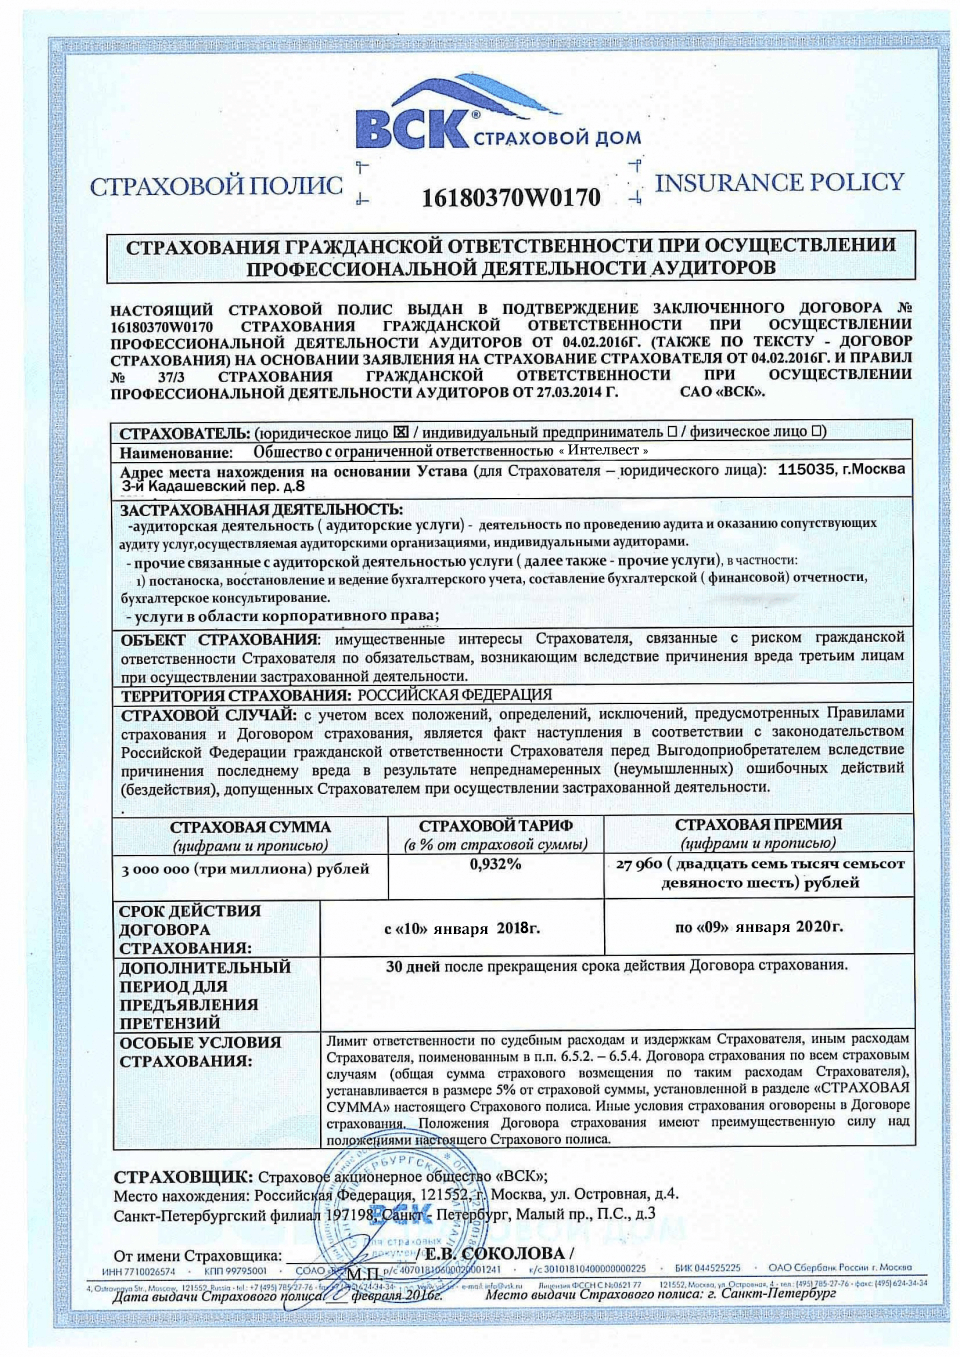 ВСК® СТРАХОВОЙ ДОМ
СТРАХОВОЙ ПОЛИС 16180370W0170 INSURANCE POLICY
СТРАХОВАНИЯ ГРАЖДАНСКОЙ ОТВЕТСТВЕННОСТИ ПРИ ОСУЩЕСТВЛЕНИИ
ПРОФЕССИОНАЛЬНОЙ ДЕЯТЕЛЬНОСТИ АУДИТОРОВ
НАСТОЯЩИЙ СТРАХОВОЙ ПОЛИС ВЫДАН В ПОДТВЕРЖДЕНИЕ ЗАКЛЮЧЕННОГО ДОГОВОРА №
16180370W0170 СТРАХОВАНИЯ ГРАЖДАНСКОЙ ОТВЕТСТВЕННОСТИ ПРИ ОСУЩЕСТВЛЕНИИ
ПРОФЕССИОНАЛЬНОЙ ДЕЯТЕЛЬНОСТИ АУДИТОРОВ ОТ 04.02.2016Г. (ТАКЖЕ ПО ТЕКСТУ - ДОГОВОР
СТРАХОВАНИЯ) НА ОСНОВАНИИ ЗАЯВЛЕНИЯ НА СТРАХОВАНИЕ СТРАХОВАТЕЛЯ ОТ 04.02.2016Г. И ПРАВИЛ
№ 37/3 СТРАХОВАНИЯ ГРАЖДАНСКОЙ ОТВЕТСТВЕННОСТИ ПРИ ОСУЩЕСТВЛЕНИИ
ПРОФЕССИОНАЛЬНОЙ ДЕЯТЕЛЬНОСТИ АУДИТОРОВ ОТ 27.03.2014 Г. САО «ВСК».
СТРАХОВАТЕЛЬ: (юридическое лицо ☒ / индивидуальный предприниматель □ / физическое лицо □)
Наименование: Обшество с ограниченной ответственностью « Интелвест »
Адрес места нахождения на основании Устава (для Страхователя – юридического лица): 115035, г.Москва
3-й Кадашевский пер. д.8
ЗАСТРАХОВАННАЯ ДЕЯТЕЛЬНОСТЬ:
-аудиторская деятельность ( аудиторские услуги) - деятельность по проведению аудита и оказанию сопутствующих
аудиту услуг,осуществляемая аудиторскими организациями, индивидуальными аудиторами.
- прочие связанные с аудиторской деятельностью услуги ( далее также - прочие услуги), в частности:
1) постаноска, восстановление и ведение бухгалтерского учета, составление бухгалтерской ( финансовой) отчетности,
бухгалтерское консультирование.
- услуги в области корпоративного права;
ОБЪЕКТ СТРАХОВАНИЯ: имущественные интересы Страхователя, связанные с риском гражданской
ответственности Страхователя по обязательствам, возникающим вследствие причинения вреда третьим лицам
при осуществлении застрахованной деятельности.
ТЕРРИТОРИЯ СТРАХОВАНИЯ: РОССИЙСКАЯ ФЕДЕРАЦИЯ
СТРАХОВОЙ СЛУЧАЙ: с учетом всех положений, определений, исключений, предусмотренных Правилами
страхования и Договором страхования, является факт наступления в соответствии с законодательством
Российской Федерации гражданской ответственности Страхователя перед Выгодоприобретателем вследствие
причинения последнему вреда в результате непреднамеренных (неумышленных) ошибочных действий
(бездействия), допущенных Страхователем при осуществлении застрахованной деятельности.
.
СТРАХОВАЯ СУММА СТРАХОВОЙ ТАРИФ СТРАХОВАЯ ПРЕМИЯ
(цифрами и прописью) (в % от страховой суммы) (цифрами и прописью)
3 000 000 (три миллиона) рублей 0,932% 27 960 ( двадцать семь тысяч семьсот
девяносто шесть) рублей
СРОК ДЕЙСТВИЯ
ДОГОВОРА
СТРАХОВАНИЯ:
с «10» января 2018г. по «09» января 2020г.
ДОПОЛНИТЕЛЬНЫЙ
ПЕРИОД ДЛЯ
ПРЕДЪЯВЛЕНИЯ
ПРЕТЕНЗИЙ
30 дней после прекращения срока действия Договора страхования.
ОСОБЫЕ УСЛОВИЯ
СТРАХОВАНИЯ:
Лимит ответственности по судебным расходам и издержкам Страхователя, иным расходам
Страхователя, поименованным в п.п. 6.5.2. – 6.5.4. Договора страхования по всем страховым
случаям (общая сумма страхового возмещения по таким расходам Страхователя),
устанавливается в размере 5% от страховой суммы, установленной в разделе «СТРАХОВАЯ
СУММА» настоящего Страхового полиса. Иные условия страхования оговорены в Договоре
страхования. Положения Договора страхования имеют преимущественную силу над
положениями настоящего Страхового полиса.
СТРАХОВЩИК: Страховое акционерное общество «ВСК»;
Место нахождения: Российская Федерация, 121552, г. Москва, ул. Островная, д.4.
Санкт-Петербургский филиал 197198, Санкт - Петербург, Малый пр., П.С., д.3
ВСК
для страховых
документов
От имени Страховщика: Е.В. СОКОЛОВА /
ИНН 7710026574 · КПП 99795001 · СОАО р/с 40701810600020001241 · к/с 30101810400000000225 · БИК 044525225 · ОАО Сбербанк России г. Москва
М.П.
4, Ostrovnaya Str., Moscow, 121552, Russia · tel.: +7 (495) 785-27-76 · e-mail: info@vsk.ru Лицензия ФССН С №0621 77 121552, Москва, ул. Островная, 4 · тел.: (495) 785-27-76 · факс: (495) 624-34-34
Дата выдачи Страхового полиса: февраля 2016г. Место выдачи Страхового полиса: г. Санкт-Петербург